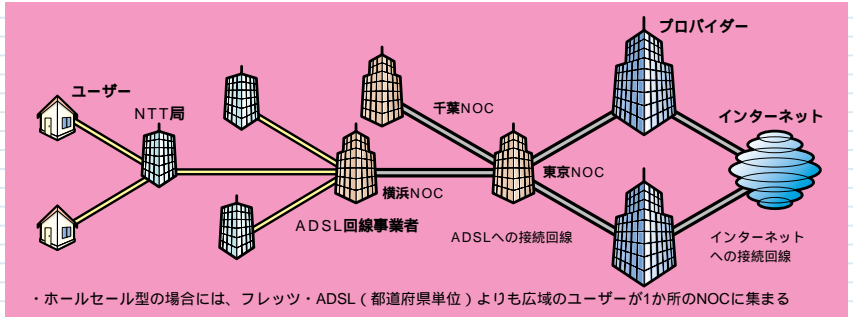 プロバイダー
ユーザー
NTT局
千葉NOC
インターネット
東京NOC
横浜NOC
ADSL回線事業者
ADSLへの接続回線
インターネット
への接続回線
・ホールセール型の場合には、フレッツ・ADSL(都道府県単位)よりも広域のユーザーが1か所のNOCに集まる